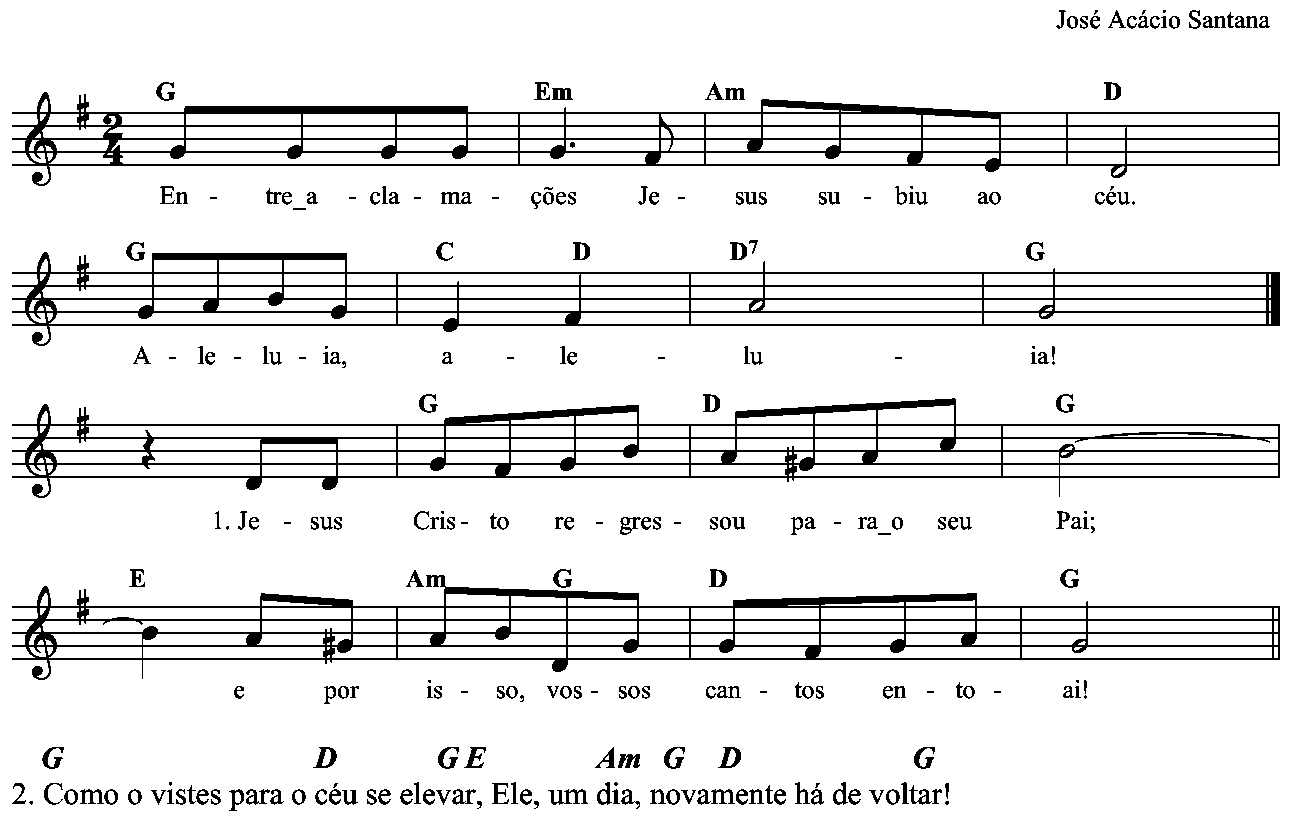 José Acácio Santana
G Em Am D
2
4
En - tre_a - cla - ma - ções Je - sus su - biu ao céu.
G C D D7 G
A - le - lu - ia, a - le - lu - ia!
G D G
1. Je - sus Cris - to re - gres - sou pa - ra_o seu Pai;
E Am G D G
e por is - so, vos - sos can - tos en - to - ai!
G D G E Am G D G
2. Como o vistes para o céu se elevar, Ele, um dia, novamente há de voltar!